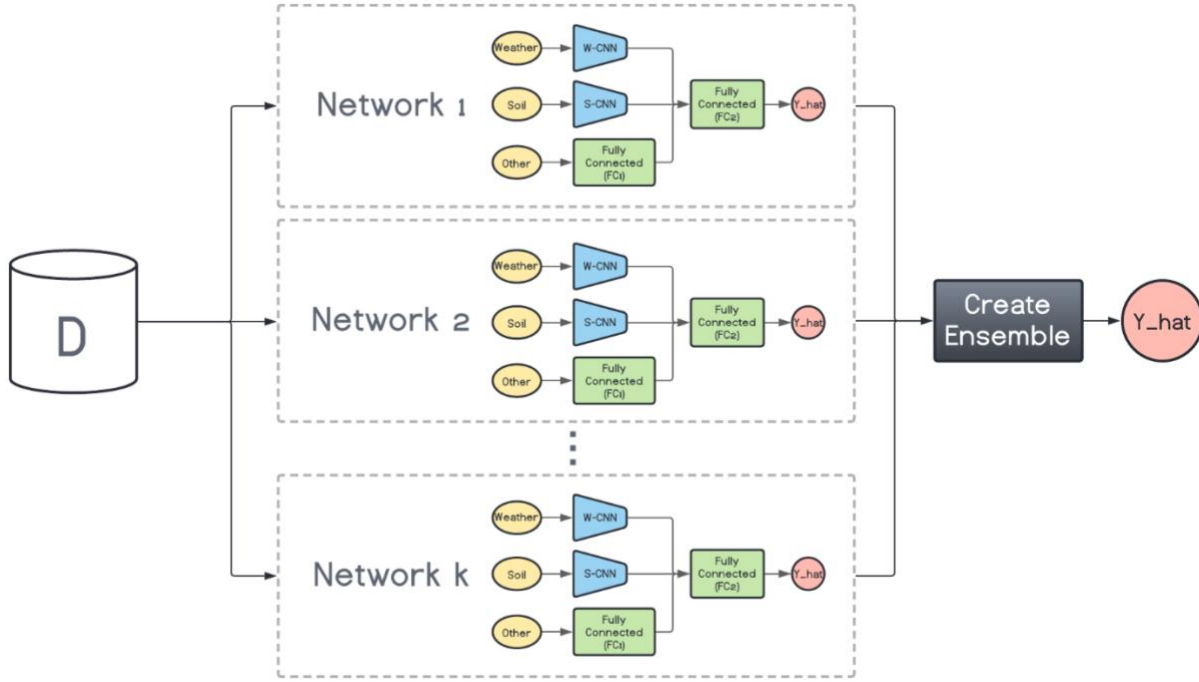 D
Network 1
Weather
W-CNN
Soil
S-CNN
Other
Fully
Connected
(FC1)
Fully
Connected
(FC2)
Y_hat
Network 2
Weather
W-CNN
Soil
S-CNN
Other
Fully
Connected
(FC1)
Fully
Connected
(FC2)
Y_hat
Network k
Weather
W-CNN
Soil
S-CNN
Other
Fully
Connected
(FC1)
Fully
Connected
(FC2)
Y_hat
Create
Ensemble
Y_hat